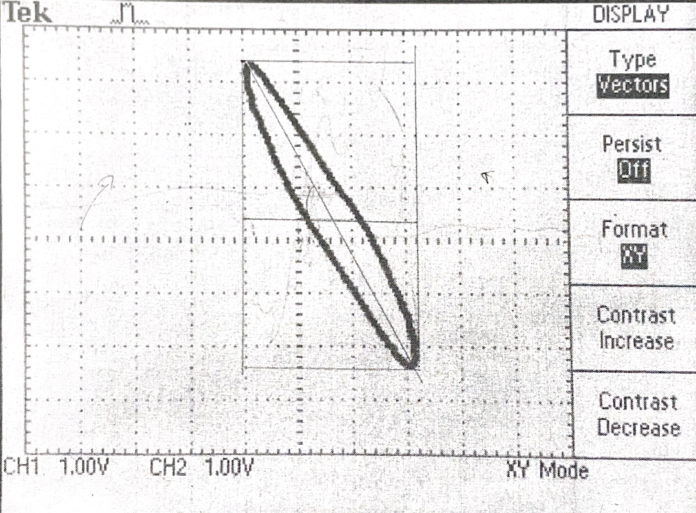 Tek
DISPLAY
Type
Vectors
Persist
Off
Format
XY
Contrast
Increase
Contrast
Decrease
CH1 1.00V CH2 1.00V XY Mode